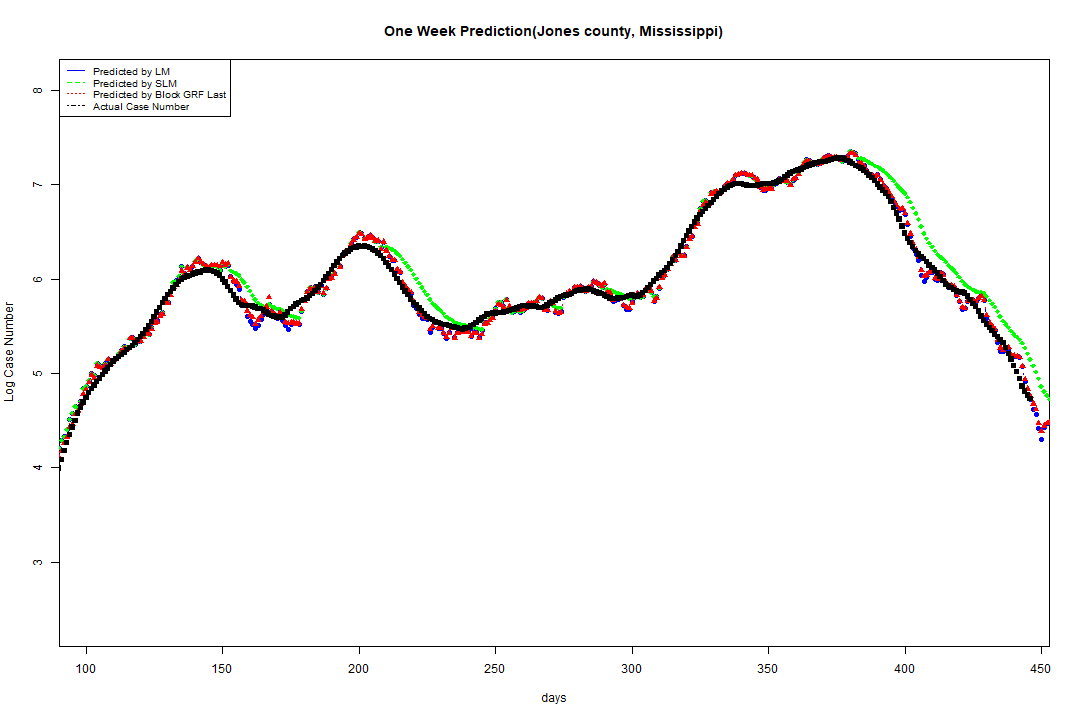 One Week Prediction(Jones county, Mississippi)
Predicted by LM
Predicted by SLM
Predicted by Block GRF Last
Actual Case Number
8
7
6
5
4
3
Log Case Number
100 150 200 250 300 350 400 450
days